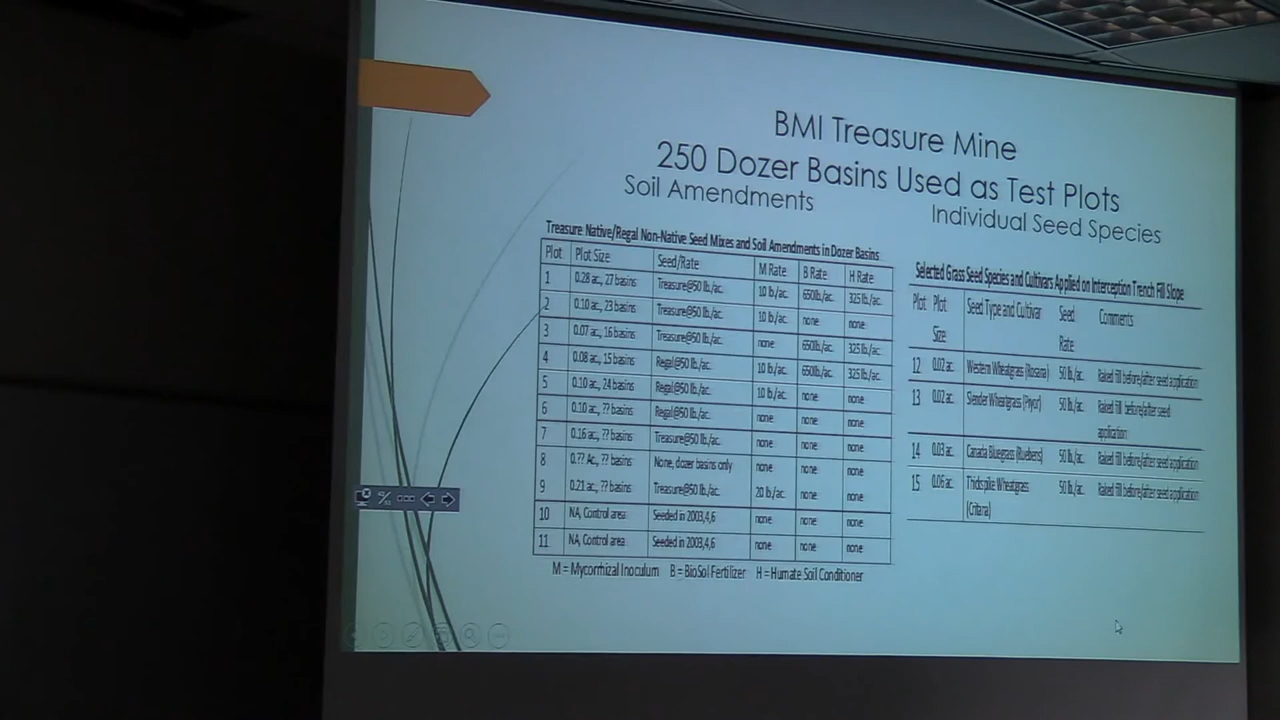 BMI Treasure Mine
250 Dozer Basins Used as Test Plots
Soil Amendments
Individual Seed Species
Treasure Native/Regal Non-Native Seed Mixes and Soil Amendments in Dozer Basins
Plot Plot Size Seed/Rate M Rate B Rate H Rate
1 0.28 ac, 27 basins Treasure@50 lb./ac. 10 lb./ac. 650lb./ac. 325 lb./ac.
2 0.10 ac, 23 basins Treasure@50 lb./ac. 10 lb./ac. none none
3 0.07 ac, 16 basins Treasure@50 lb./ac. none 650lb./ac. 325 lb./ac.
4 0.08 ac, 15 basins Regal@50 lb./ac. 10 lb./ac. 650lb./ac. 325 lb./ac.
5 0.10 ac, 24 basins Regal@50 lb./ac. 10 lb./ac. none none
6 0.10 ac, ?? basins Regal@50 lb./ac. none none none
7 0.16 ac, ?? basins Treasure@50 lb./ac. none none none
8 0.?? Ac, ?? basins None, dozer basins only none none none
9 0.21 ac, ?? basins Treasure@50 lb./ac. 20 lb./ac. none none
10 NA, Control area Seeded in 2003,4,6 none none none
11 NA, Control area Seeded in 2003,4,6 none none none
M = Mycorrhizal Inoculum B = BioSol Fertilizer H = Humate Soil Conditioner
Selected Grass Seed Species and Cultivars Applied on Interception Trench Fill Slope
Plot Plot Seed Type and Cultivar Seed Comments
Size Rate
12 0.02 ac. Western Wheatgrass (Rosana) 50 lb./ac. Raked fill before/after seed application
13 0.02 ac. Slender Wheatgrass (Pryor) 50 lb./ac. Raked fill before/after seed
application
14 0.03 ac. Canada Bluegrass (Ruebens) 50 lb./ac. Raked fill before/after seed application
15 0.06 ac. Thickspike Wheatgrass 50 lb./ac. Raked fill before/after seed application
(Critana)